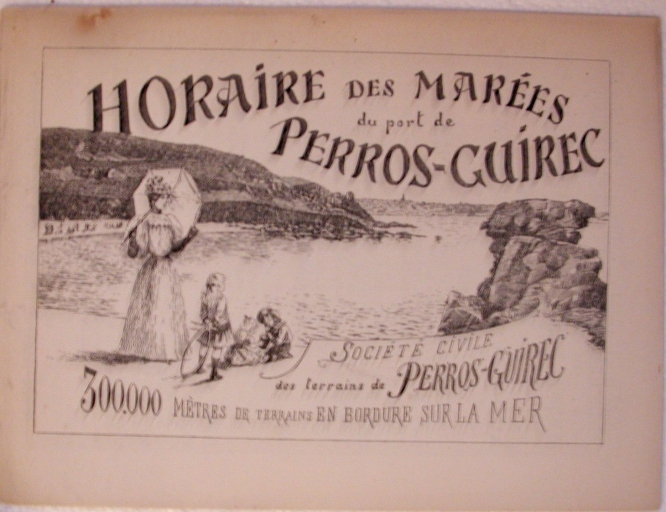 HORAIRE DES MARÉES
du port de
PERROS-GUIREC
SOCIÉTÉ CIVILE
des terrains de PERROS-GUIREC
300.000 MÈTRES DE TERRAINS EN BORDURE SUR LA MER